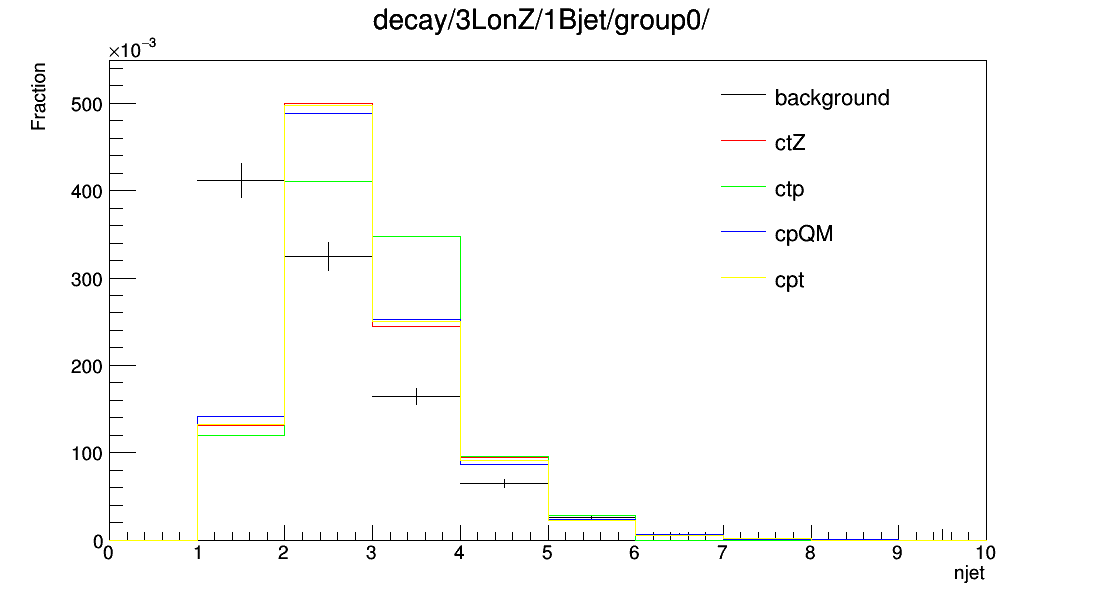 decay/3LonZ/1Bjet/group0/
×10⁻³
Fraction
500
400
300
200
100
0
background
ctZ
ctp
cpQM
cpt
0 1 2 3 4 5 6 7 8 9 10
njet